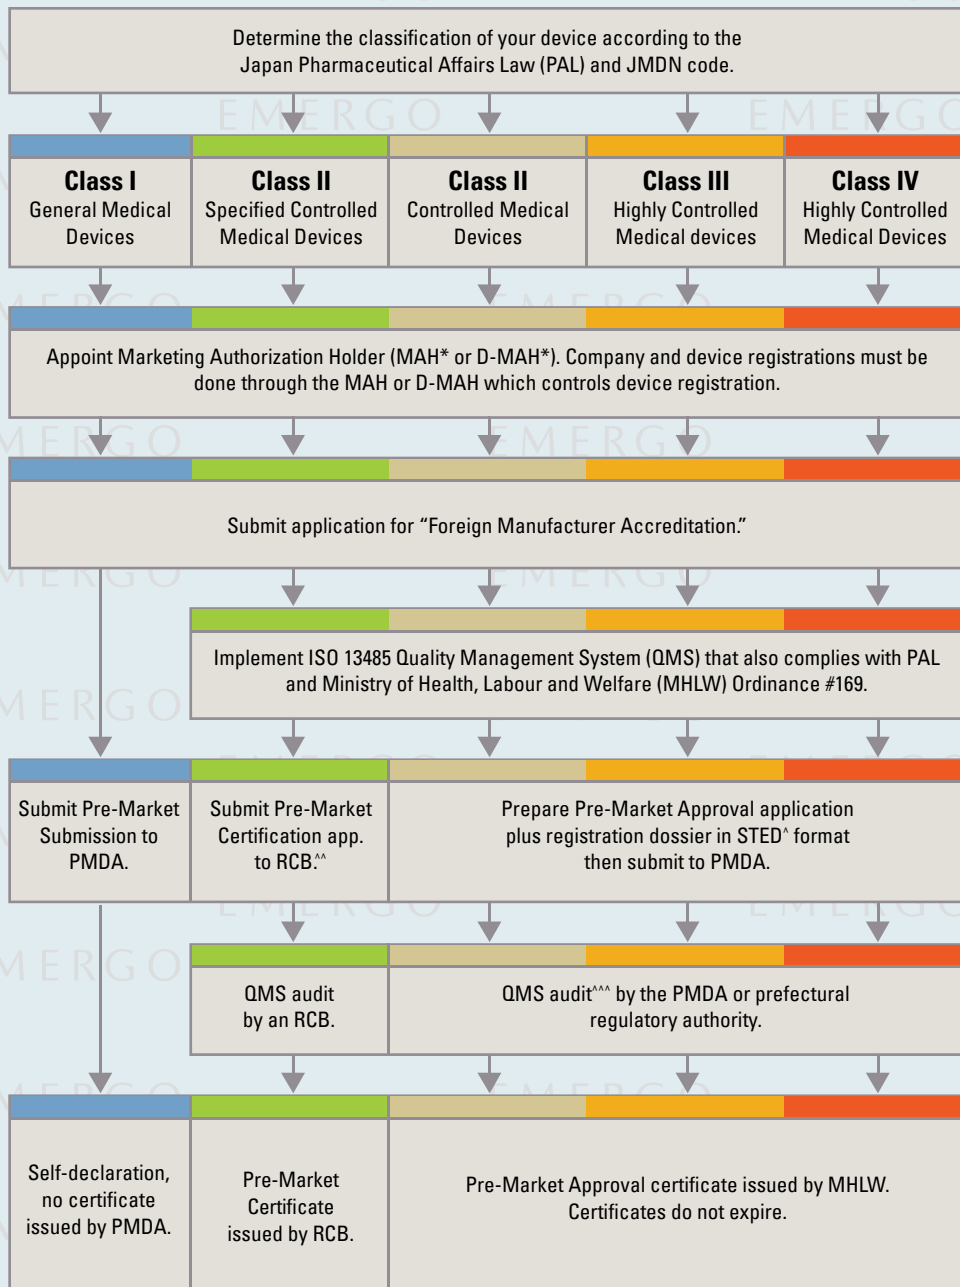 Determine the classification of your device according to the
Japan Pharmaceutical Affairs Law (PAL) and JMDN code.
EMERGO
EMERGO
Class I
General Medical
Devices
Class II
Specified Controlled
Medical Devices
Class II
Controlled Medical
Devices
Class III
Highly Controlled
Medical devices
Class IV
Highly Controlled
Medical Devices
Appoint Marketing Authorization Holder (MAH* or D-MAH*). Company and device registrations must be
done through the MAH or D-MAH which controls device registration.
Submit application for “Foreign Manufacturer Accreditation.”
Implement ISO 13485 Quality Management System (QMS) that also complies with PAL
and Ministry of Health, Labour and Welfare (MHLW) Ordinance #169.
Submit Pre-Market
Submission to
PMDA.
Submit Pre-Market
Certification app.
to RCB.^^
Prepare Pre-Market Approval application
plus registration dossier in STED^ format
then submit to PMDA.
QMS audit
by an RCB.
QMS audit^^^ by the PMDA or prefectural
regulatory authority.
Self-declaration,
no certificate
issued by PMDA.
Pre-Market
Certificate
issued by RCB.
Pre-Market Approval certificate issued by MHLW.
Certificates do not expire.